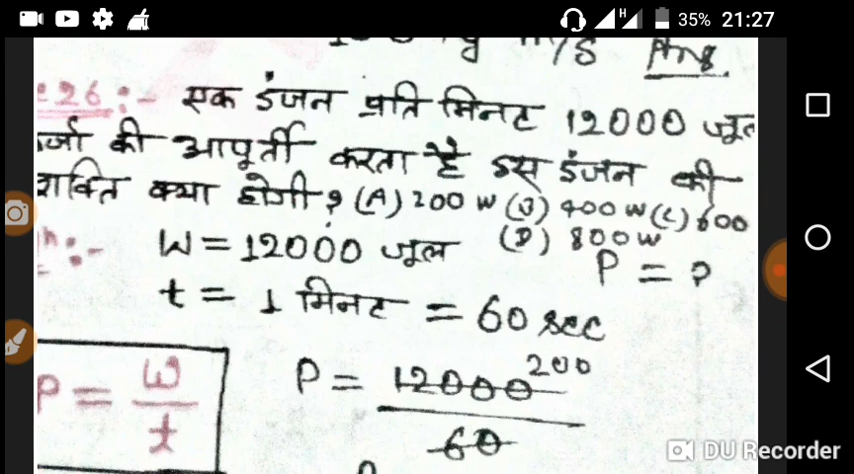 H 35% 21:27
m/s Ans.
e 26:- एक इंजन प्रति मिनट 12000 जूल
र्जा की आपूर्ती करता है इस इंजन की
शक्ति क्या होगी? (A) 200 W (B) 400 W (C) 600
(D) 800 W
n:- W = 12000 जूल
P = ?
t = 1 मिनट = 60 sec
P = W/t
P = 12000 200
60
DU Recorder